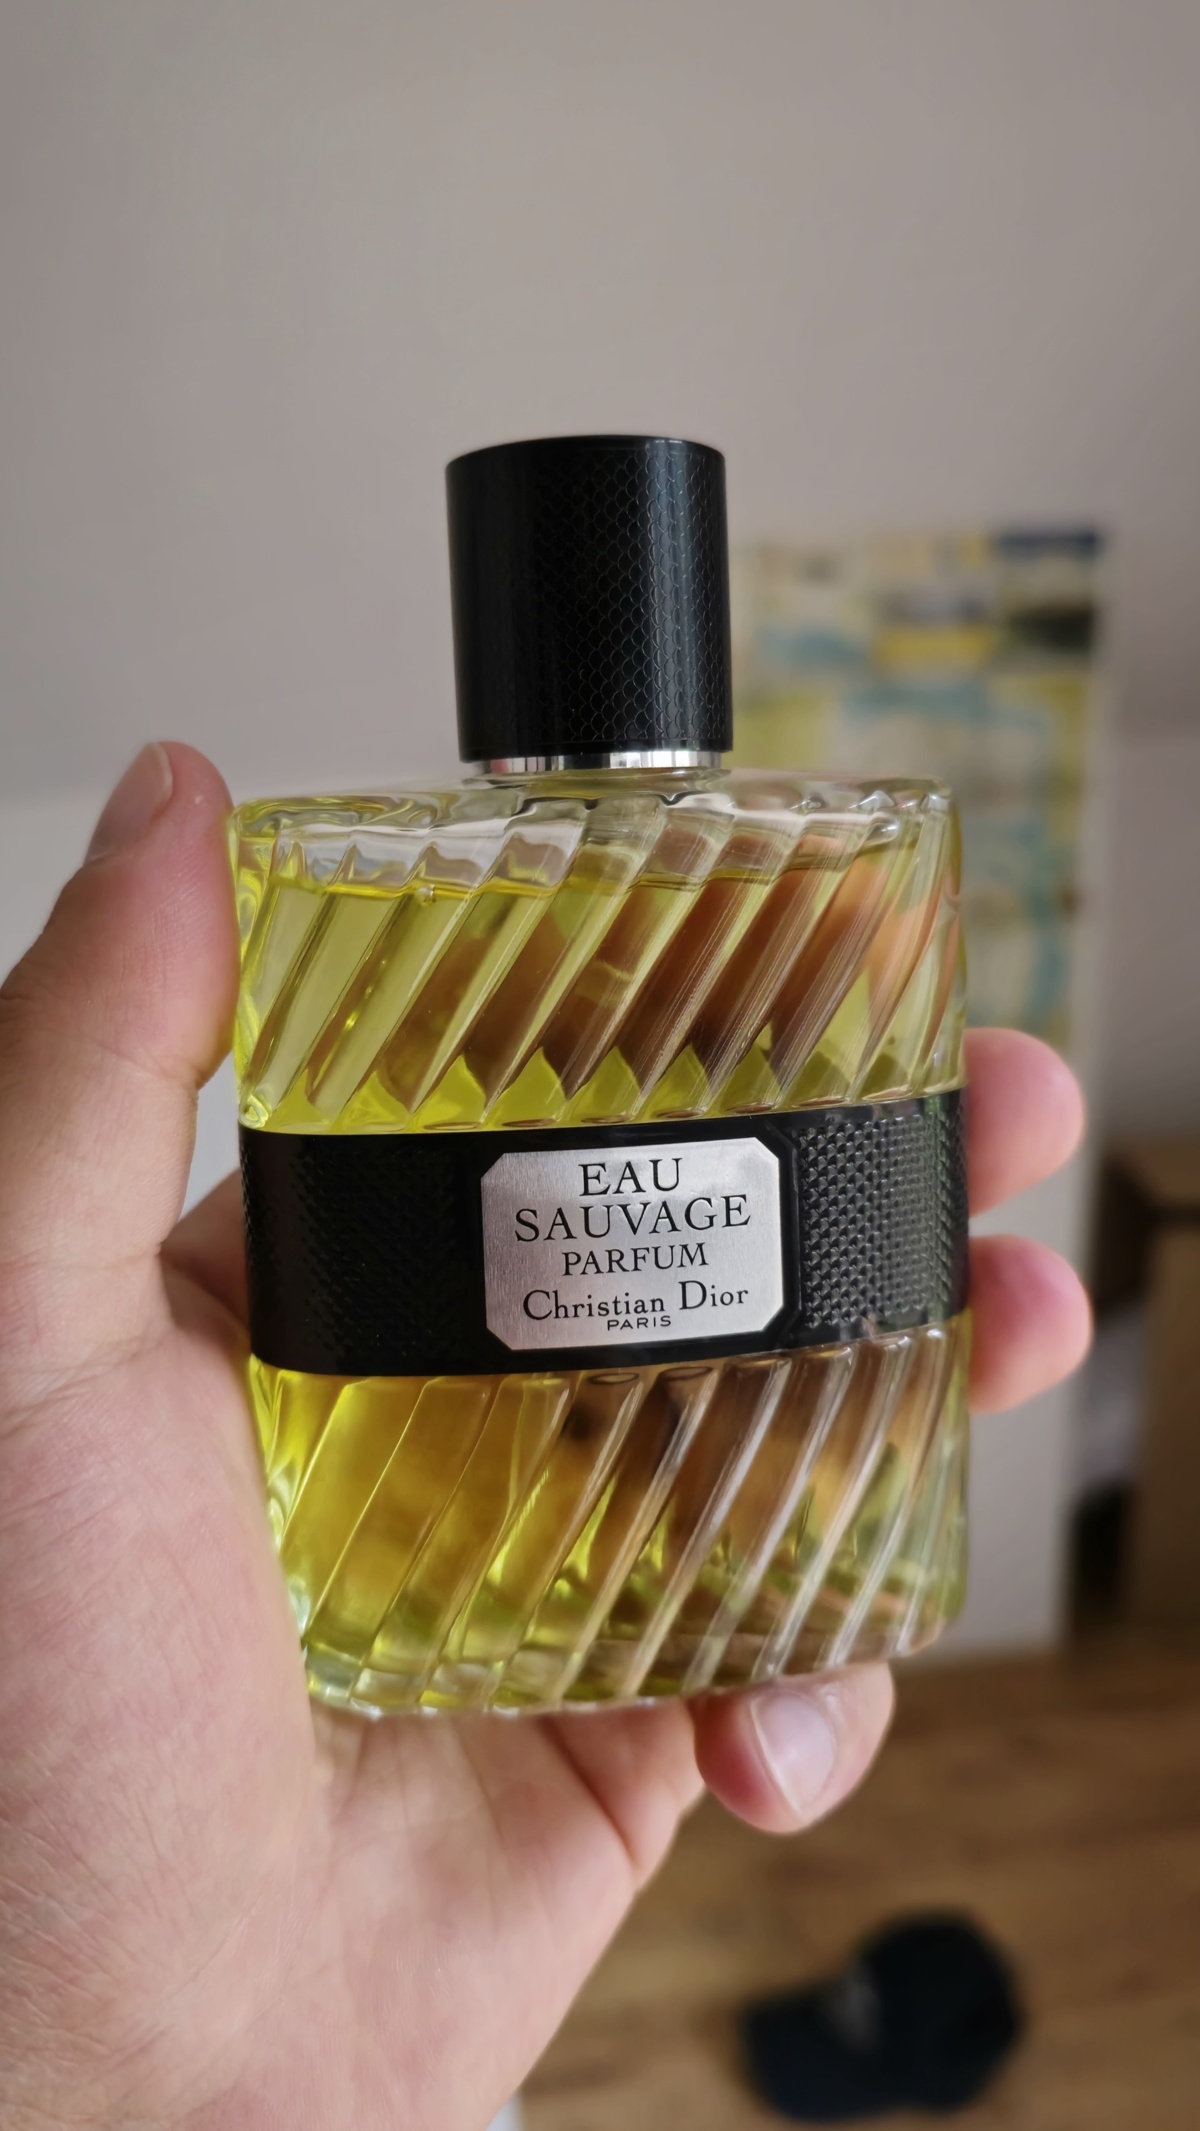 EAU
SAUVAGE
PARFUM
Christian Dior
PARIS